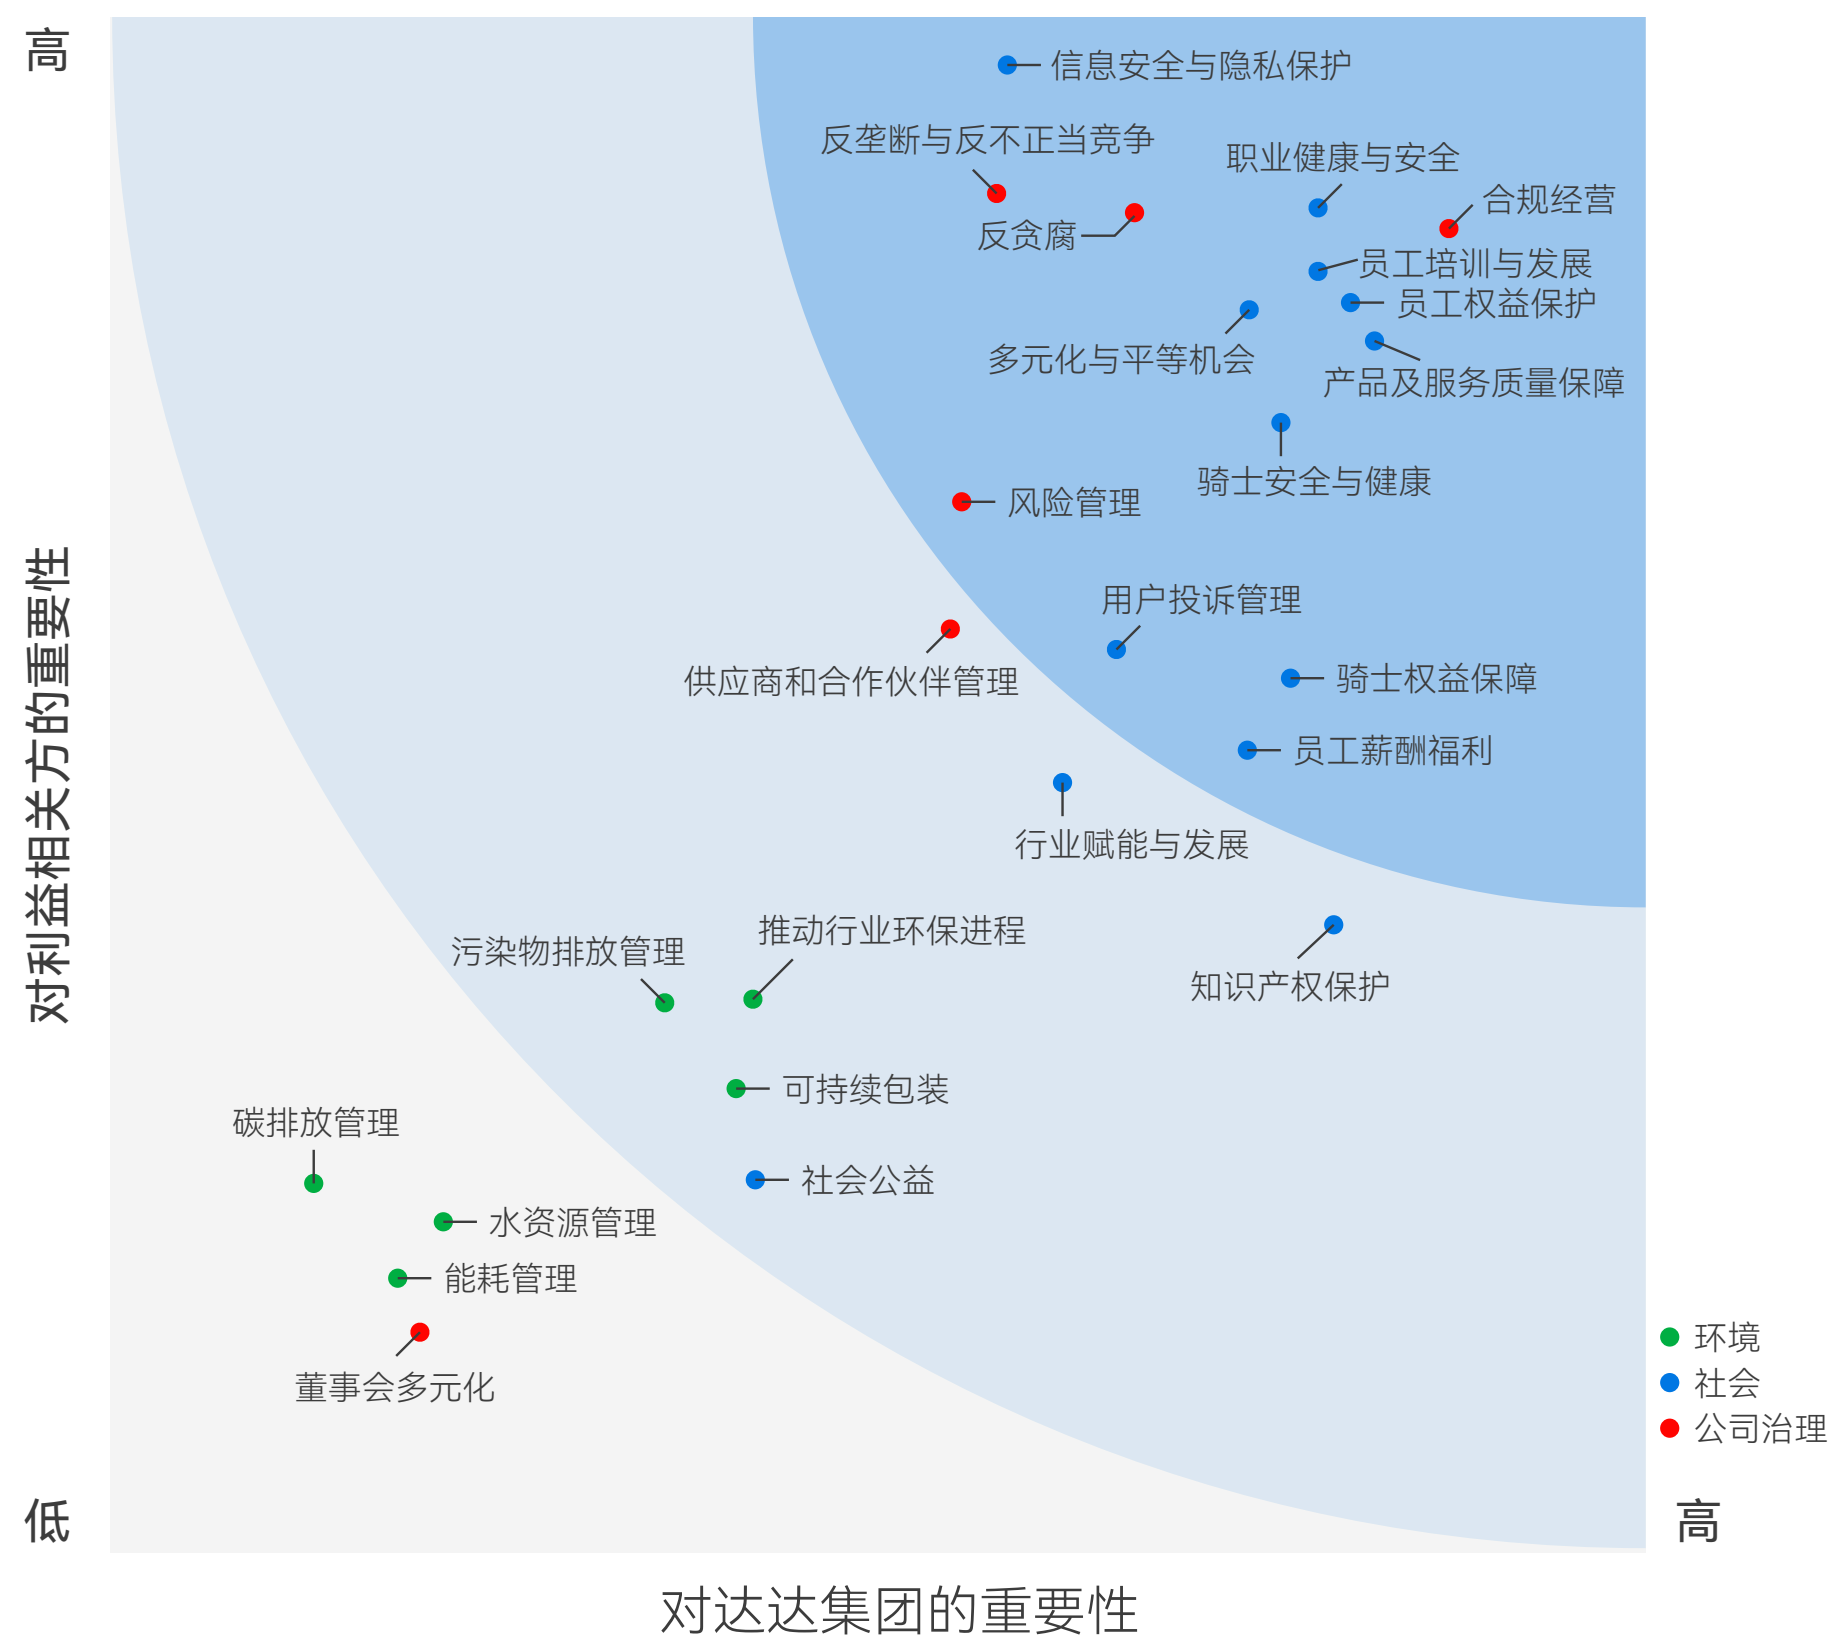 高
信息安全与隐私保护
反垄断与反不正当竞争
职业健康与安全
合规经营
反贪腐
员工培训与发展
员工权益保护
多元化与平等机会
产品及服务质量保障
骑士安全与健康
风险管理
用户投诉管理
供应商和合作伙伴管理
骑士权益保障
员工薪酬福利
行业赋能与发展
推动行业环保进程
污染物排放管理
知识产权保护
可持续包装
碳排放管理
社会公益
水资源管理
能耗管理
董事会多元化
对利益相关方的重要性
环境
社会
公司治理
低
高
对达达集团的重要性